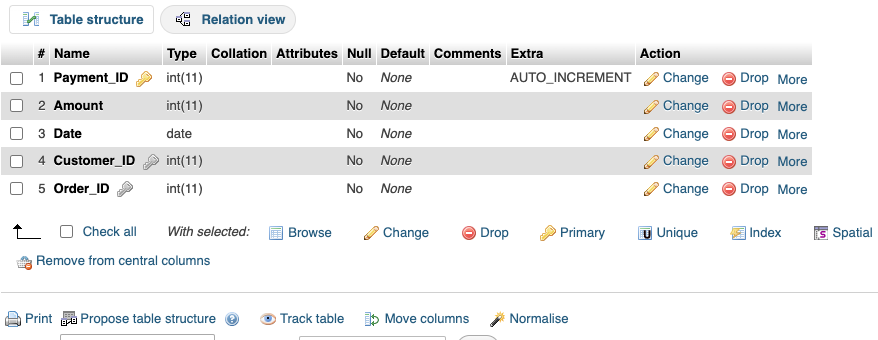 Table structure Relation view
# Name Type Collation Attributes Null Default Comments Extra Action
1 Payment_ID int(11) No None AUTO_INCREMENT Change Drop More
2 Amount int(11) No None Change Drop More
3 Date date No None Change Drop More
4 Customer_ID int(11) No None Change Drop More
5 Order_ID int(11) No None Change Drop More
Check all With selected: Browse Change Drop Primary Unique Index Spatial
Remove from central columns
Print Propose table structure Track table Move columns Normalise